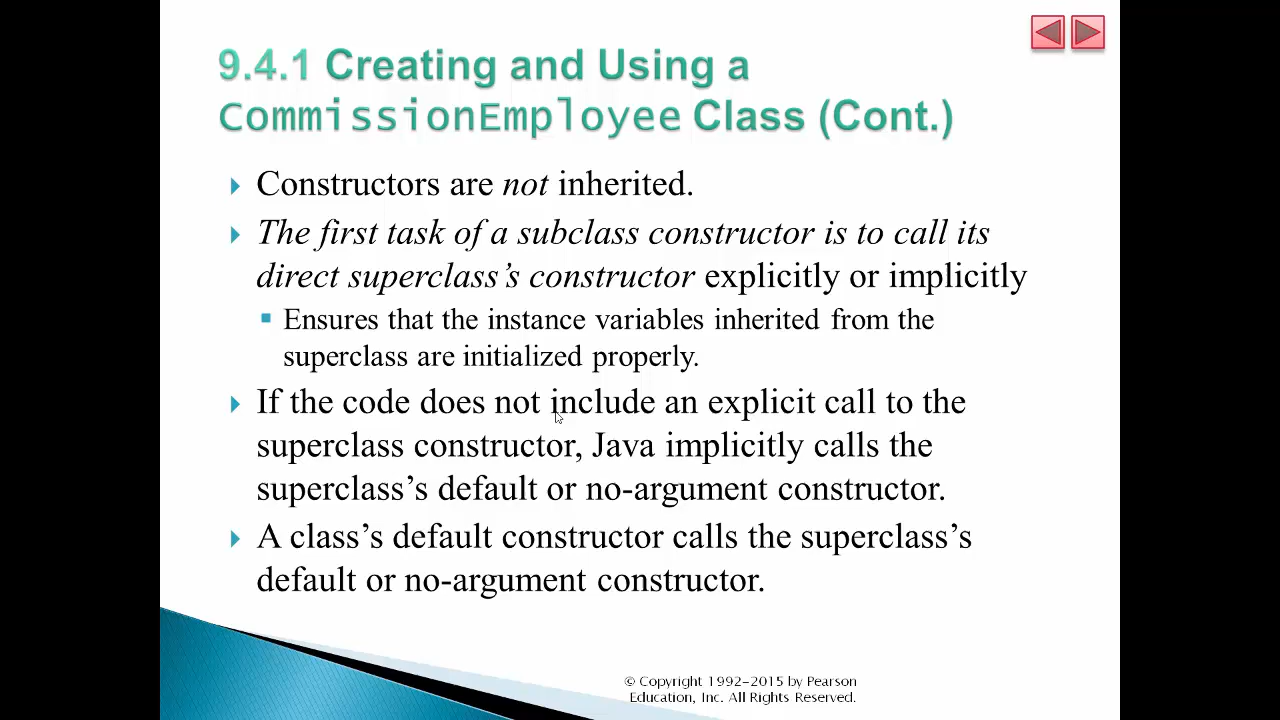 9.4.1 Creating and Using a
CommissionEmployee Class (Cont.)
Constructors are not inherited.
The first task of a subclass constructor is to call its
direct superclass’s constructor explicitly or implicitly
Ensures that the instance variables inherited from the
superclass are initialized properly.
If the code does not include an explicit call to the
superclass constructor, Java implicitly calls the
superclass’s default or no-argument constructor.
A class’s default constructor calls the superclass’s
default or no-argument constructor.
© Copyright 1992–2015 by Pearson
Education, Inc. All Rights Reserved.